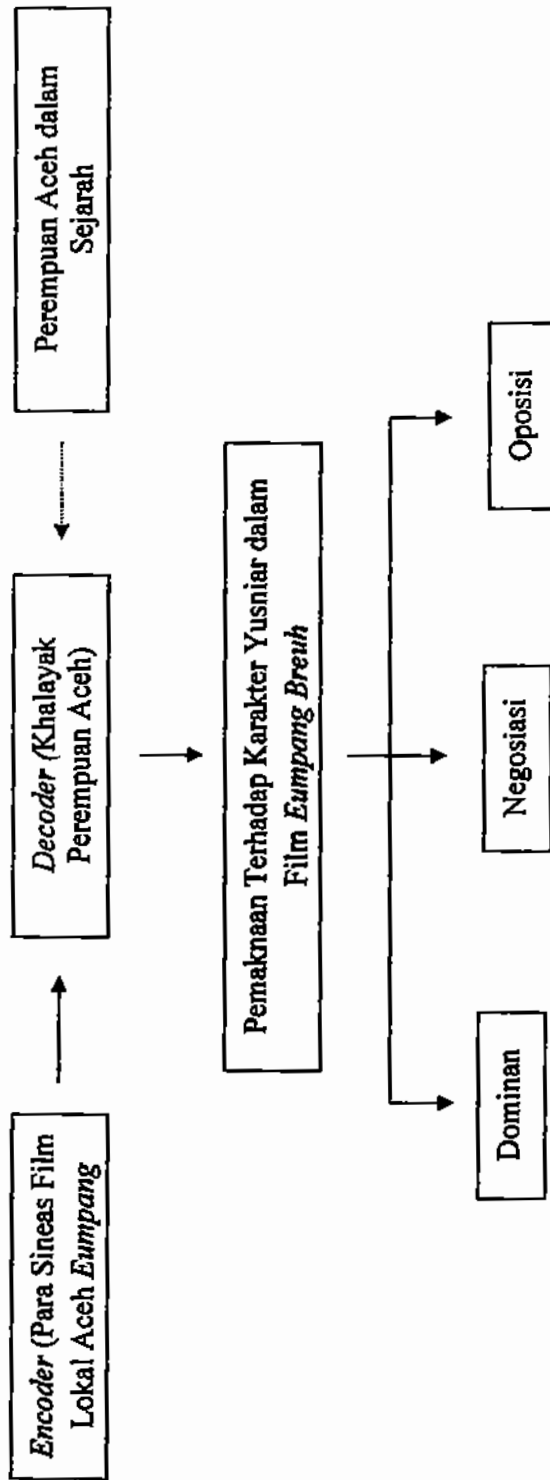 Encoder (Para Sineas Film
Lokal Aceh Eumpang
Decoder (Khalayak
Perempuan Aceh)
Perempuan Aceh dalam
Sejarah
Pemaknaan Terhadap Karakter Yusniar dalam
Film Eumpang Breuh
Dominan
Negosiasi
Oposisi